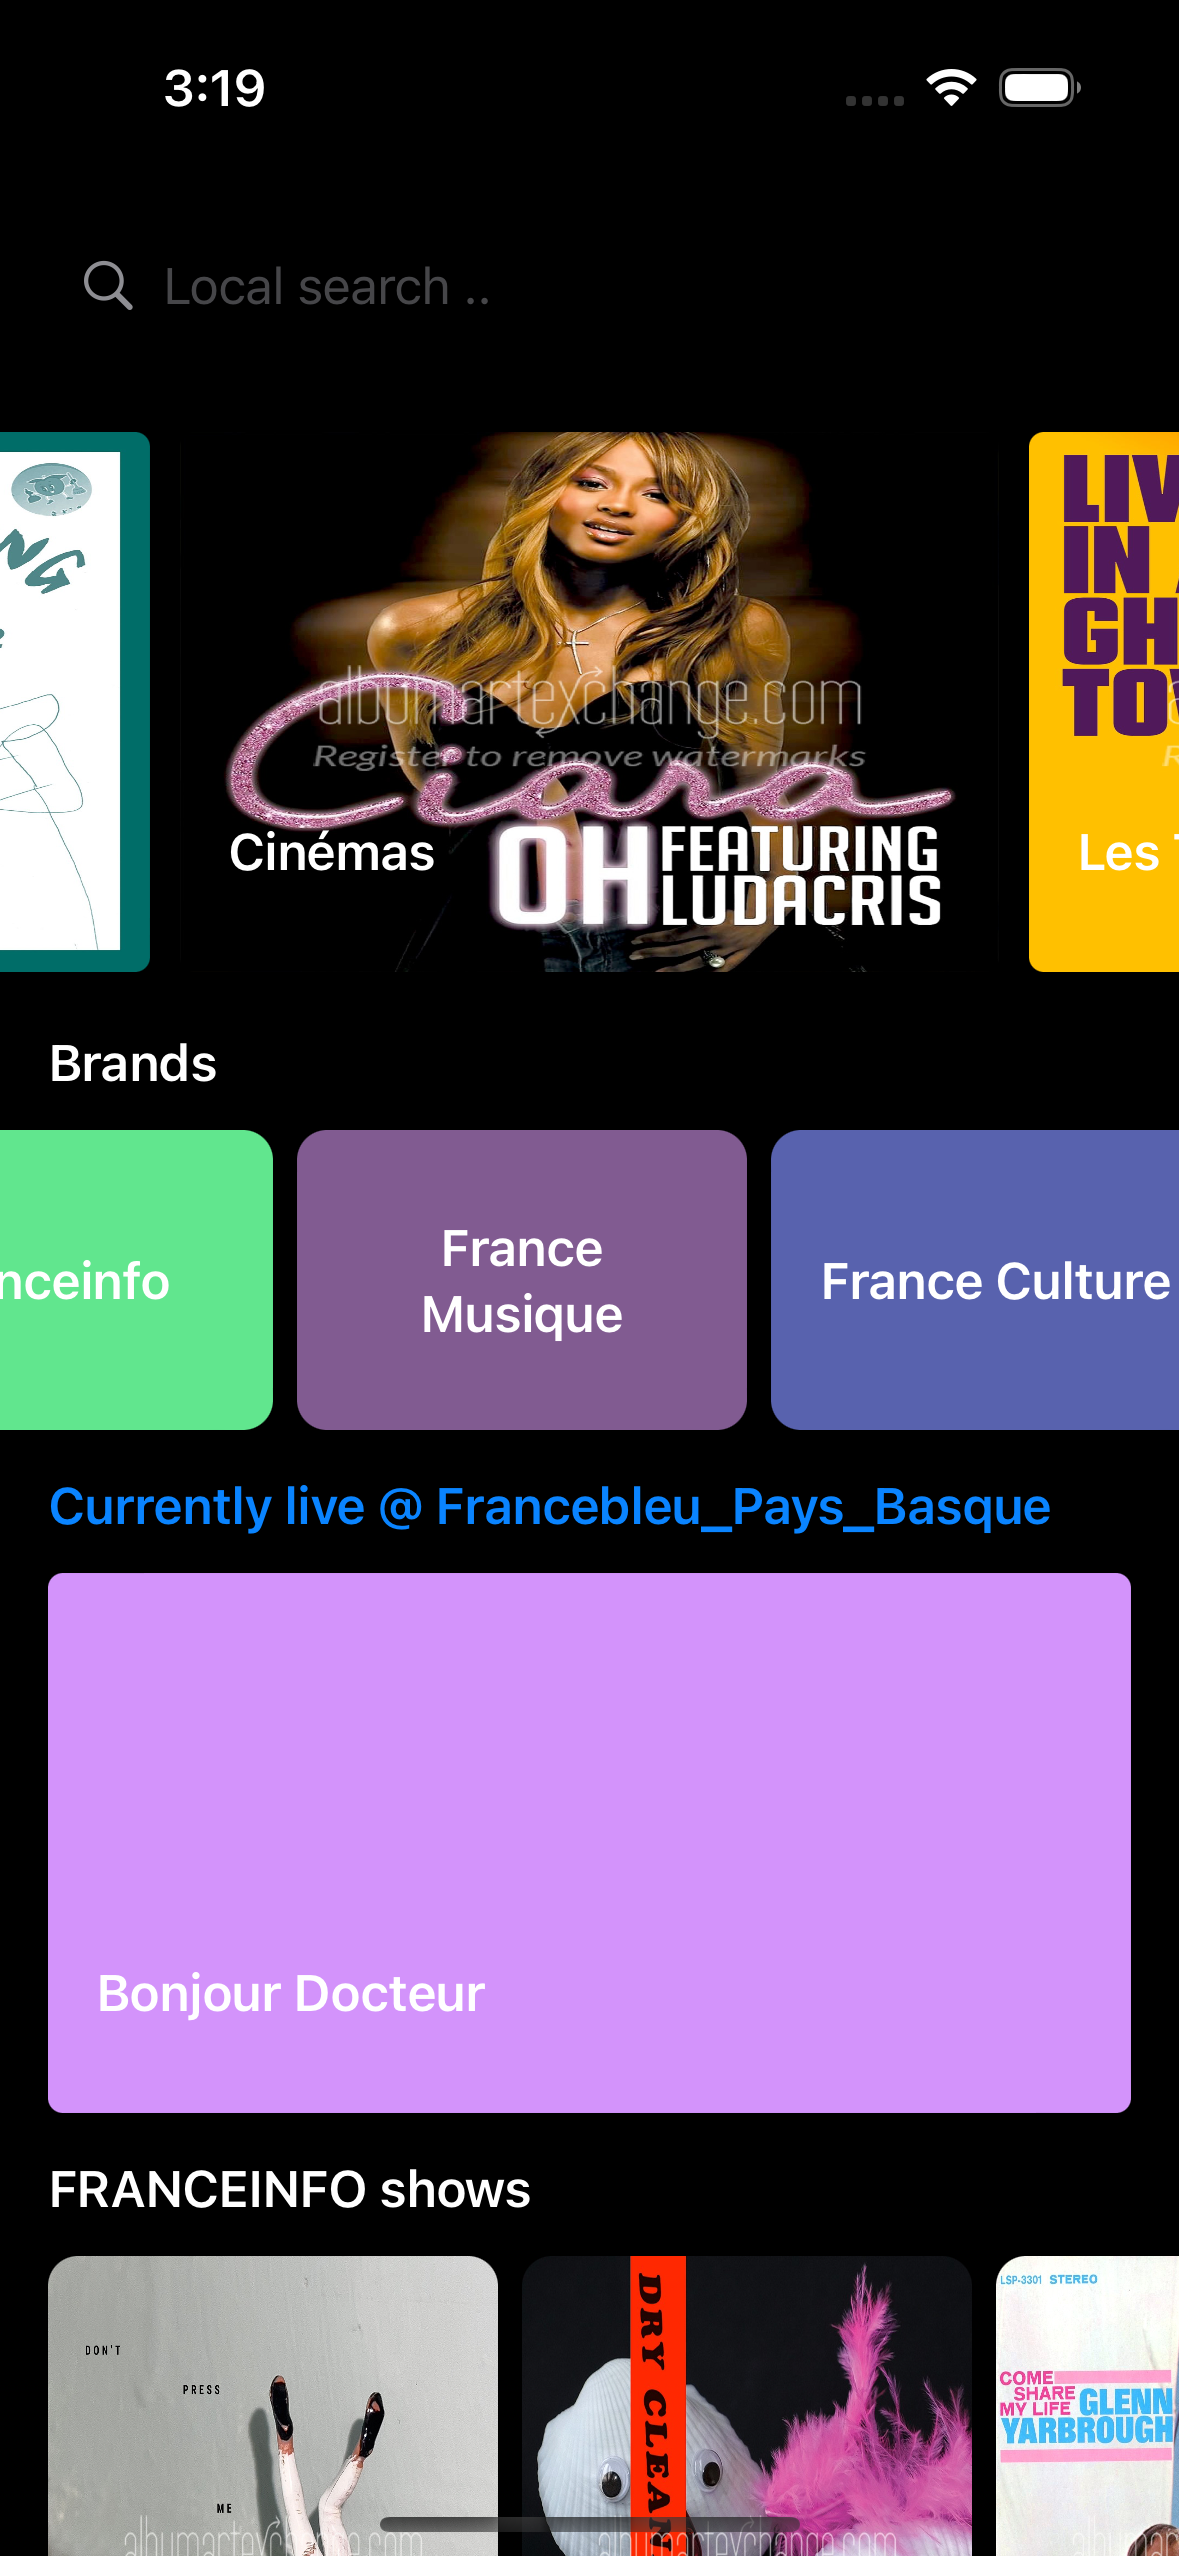 3:19
Local search ..
NG
albumartexchange.com
Register to remove watermarks
Ciara
Cinémas
OH FEATURING
LUDACRIS
LIV
IN
GH
TO
Les
Brands
nceinfo
France
Musique
France Culture
Currently live @ Francebleu_Pays_Basque
Bonjour Docteur
FRANCEINFO shows
DON'T
PRESS
ME
albumartexchange.com
DRY CLEAN
albumartexchange.com
LSP-3301 STEREO
COME
SHARE
MY LIFE
GLENN
YARBROUGH